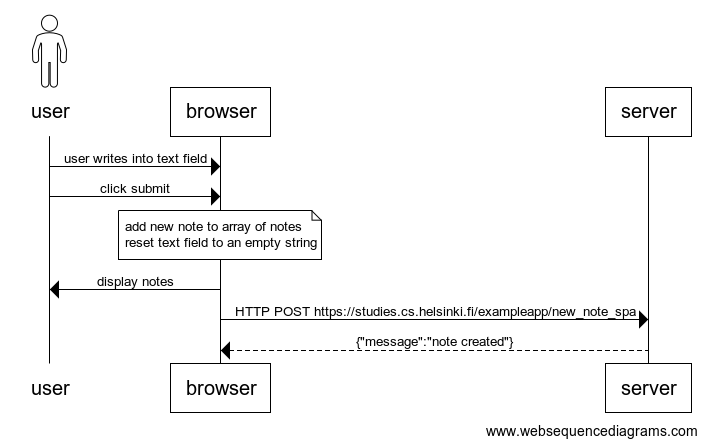 user
browser
server
user writes into text field
click submit
add new note to array of notes
reset text field to an empty string
display notes
HTTP POST https://studies.cs.helsinki.fi/exampleapp/new_note_spa
{"message":"note created"}
user
browser
server
www.websequencediagrams.com